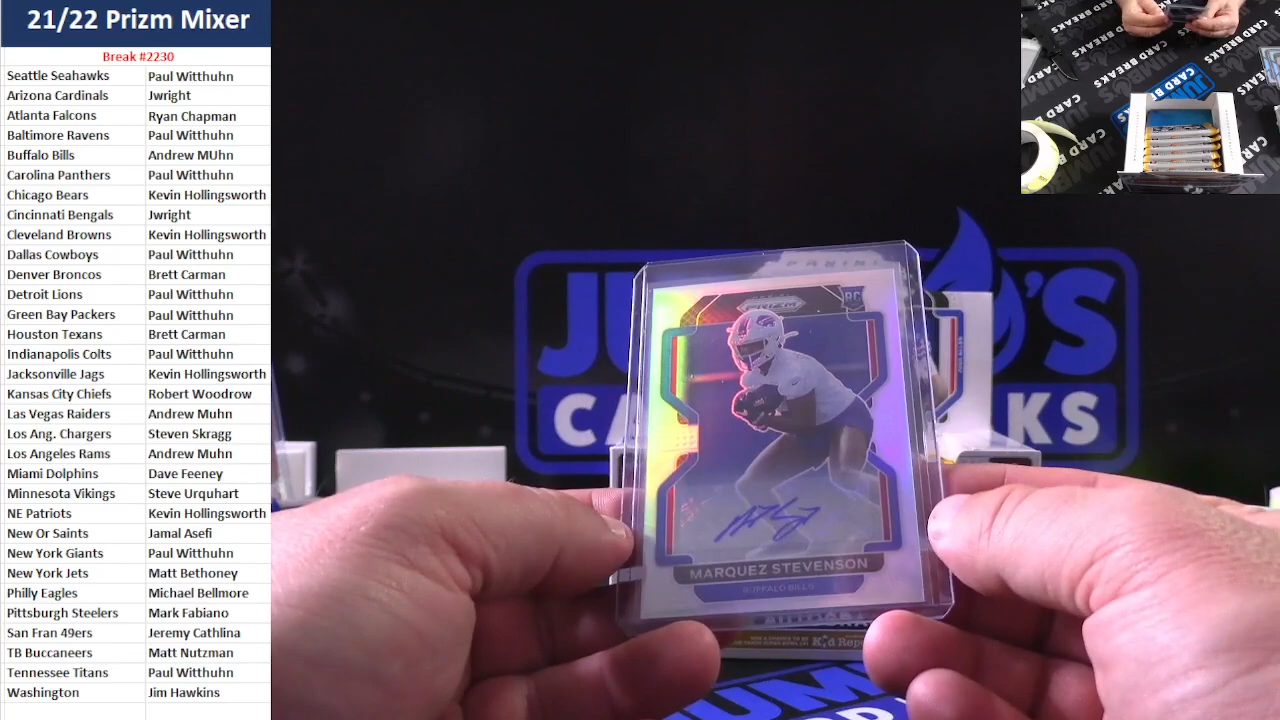 21/22 Prizm Mixer
Break #2230
Seattle Seahawks Paul Witthuhn
Arizona Cardinals Jwright
Atlanta Falcons Ryan Chapman
Baltimore Ravens Paul Witthuhn
Buffalo Bills Andrew MUhn
Carolina Panthers Paul Witthuhn
Chicago Bears Kevin Hollingsworth
Cincinnati Bengals Jwright
Cleveland Browns Kevin Hollingsworth
Dallas Cowboys Paul Witthuhn
Denver Broncos Brett Carman
Detroit Lions Paul Witthuhn
Green Bay Packers Paul Witthuhn
Houston Texans Brett Carman
Indianapolis Colts Paul Witthuhn
Jacksonville Jags Kevin Hollingsworth
Kansas City Chiefs Robert Woodrow
Las Vegas Raiders Andrew Muhn
Los Ang. Chargers Steven Skragg
Los Angeles Rams Andrew Muhn
Miami Dolphins Dave Feeney
Minnesota Vikings Steve Urquhart
NE Patriots Kevin Hollingsworth
New Or Saints Jamal Asefi
New York Giants Paul Witthuhn
New York Jets Matt Bethoney
Philly Eagles Michael Bellmore
Pittsburgh Steelers Mark Fabiano
San Fran 49ers Jeremy Cathlina
TB Buccaneers Matt Nutzman
Tennessee Titans Paul Witthuhn
Washington Jim Hawkins
JUMBO'S
CARD BREAKS
PANINI
PRIZM
RC
MARQUEZ STEVENSON
BUFFALO BILLS